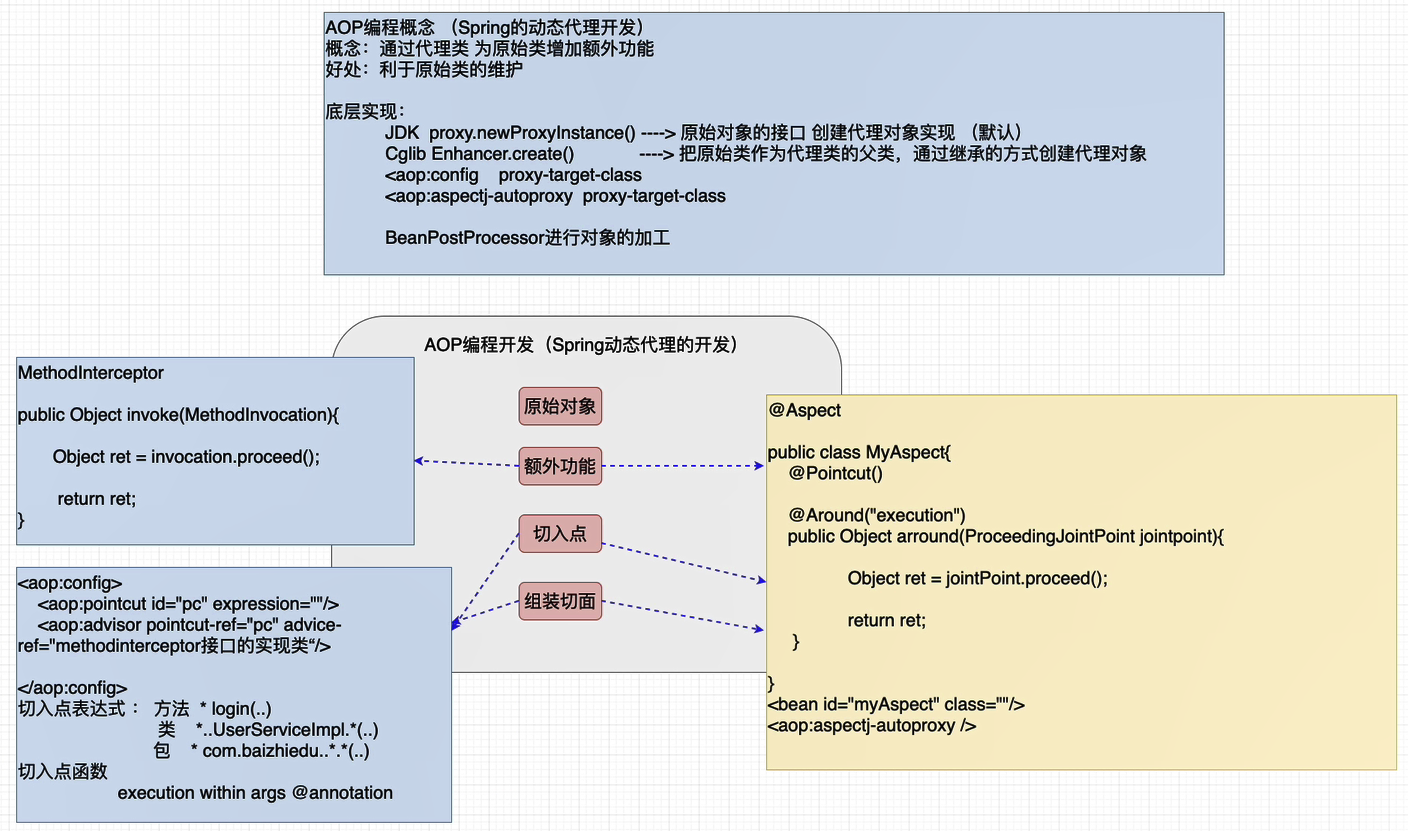 AOP编程概念 （Spring的动态代理开发）
概念：通过代理类 为原始类增加额外功能
好处：利于原始类的维护
底层实现：
JDK proxy.newProxyInstance() ----> 原始对象的接口 创建代理对象实现 （默认）
Cglib Enhancer.create() ----> 把原始类作为代理类的父类，通过继承的方式创建代理对象
<aop:config proxy-target-class
<aop:aspectj-autoproxy proxy-target-class
BeanPostProcessor进行对象的加工
AOP编程开发（Spring动态代理的开发）
原始对象
额外功能
切入点
组装切面
MethodInterceptor
public Object invoke(MethodInvocation){
Object ret = invocation.proceed();
return ret;
}
<aop:config>
<aop:pointcut id="pc" expression=""/>
<aop:advisor pointcut-ref="pc" advice-
ref="methodinterceptor接口的实现类“/>
</aop:config>
切入点表达式 ： 方法 * login(..)
类 *..UserServiceImpl.*(..)
包 * com.baizhiedu..*.*(..)
切入点函数
execution within args @annotation
@Aspect
public class MyAspect{
@Pointcut()
@Around("execution")
public Object arround(ProceedingJointPoint jointpoint){
Object ret = jointPoint.proceed();
return ret;
}
}
<bean id="myAspect" class=""/>
<aop:aspectj-autoproxy />